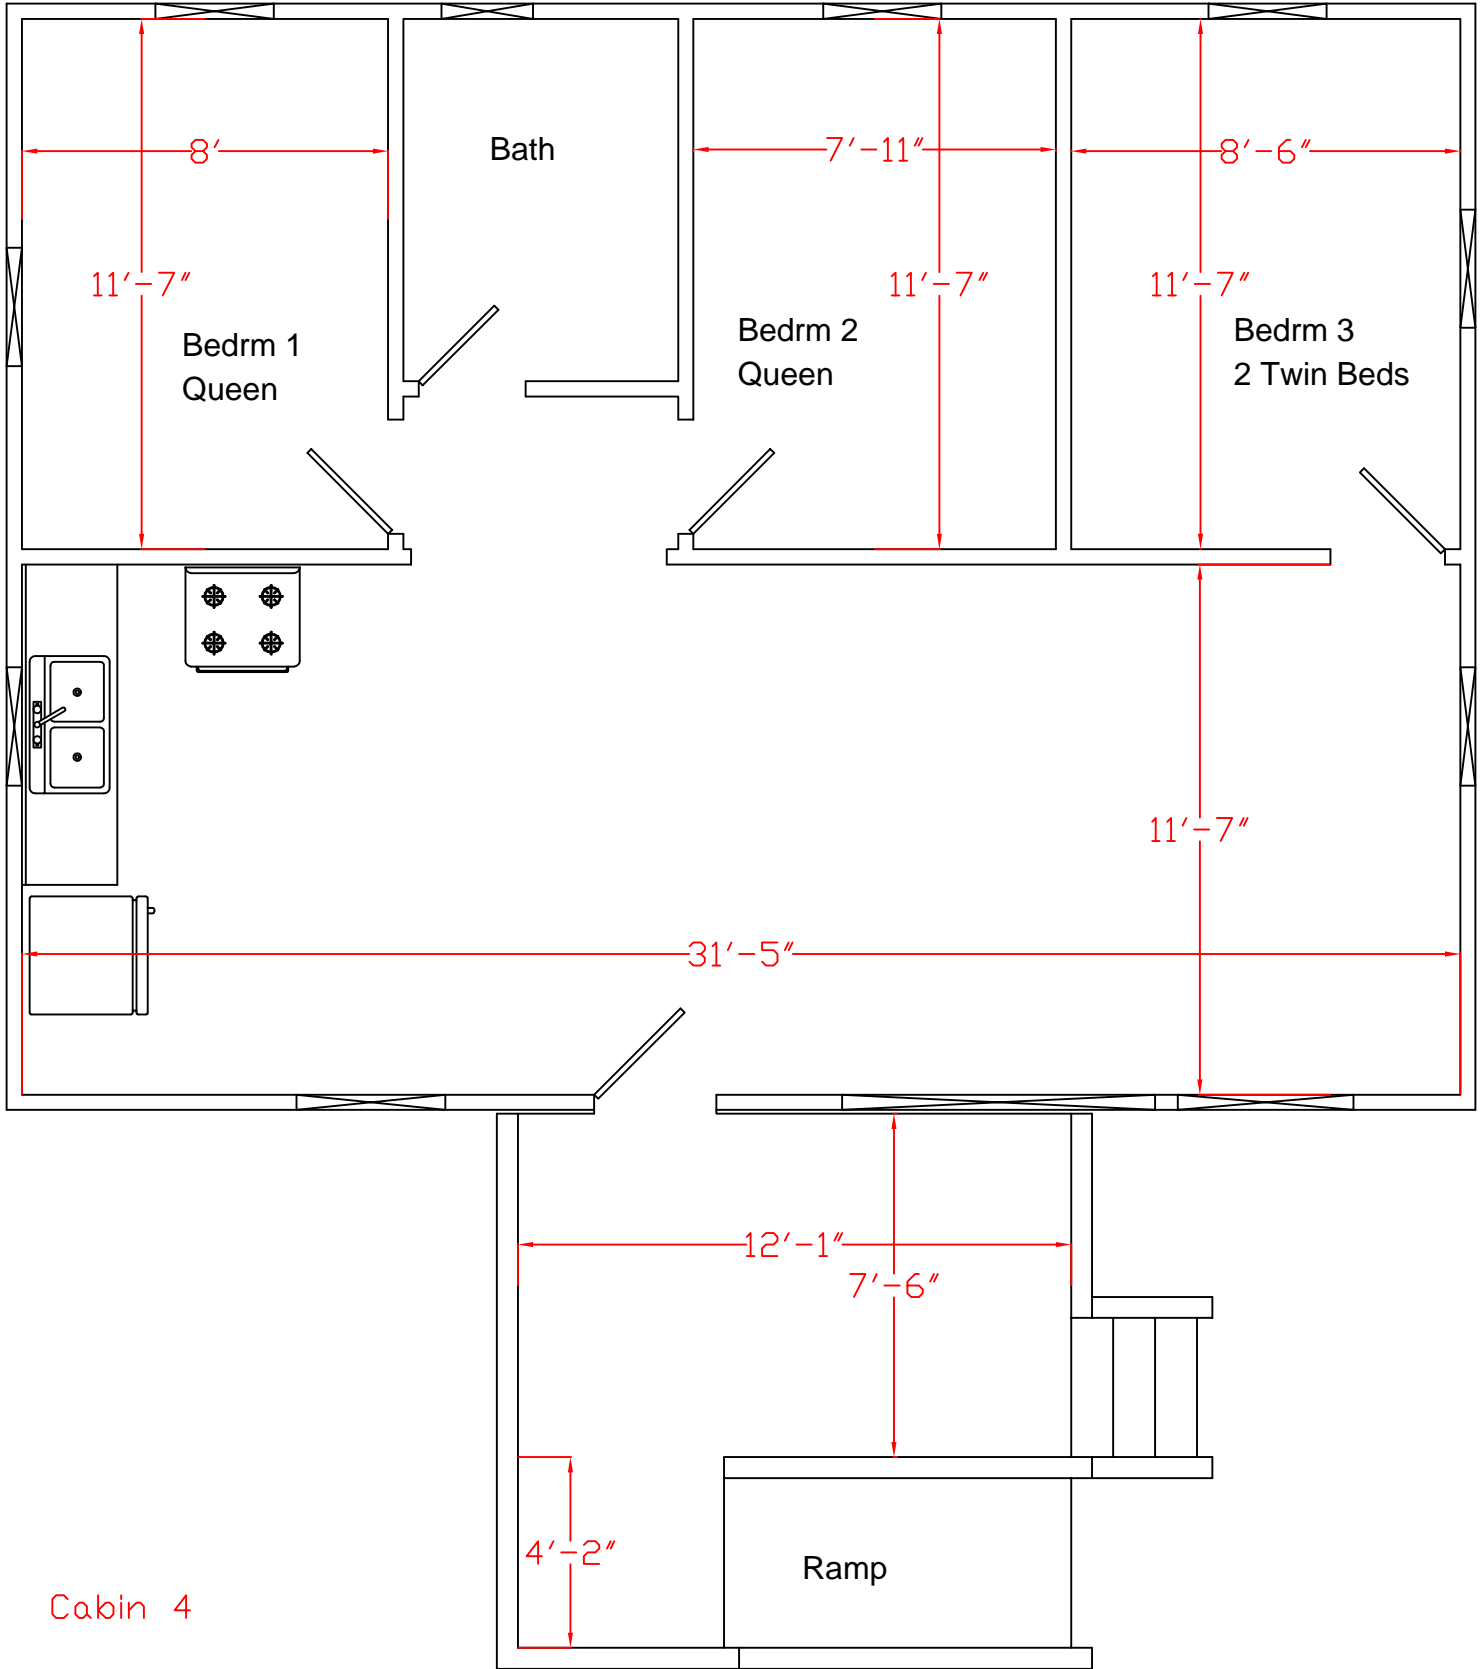 8'
Bath
7'-11"
8'-6"
11'-7"
11'-7"
11'-7"
Bedrm 1
Queen
Bedrm 2
Queen
Bedrm 3
2 Twin Beds
11'-7"
31'-5"
12'-1"
7'-6"
4'-2"
Ramp
Cabin 4